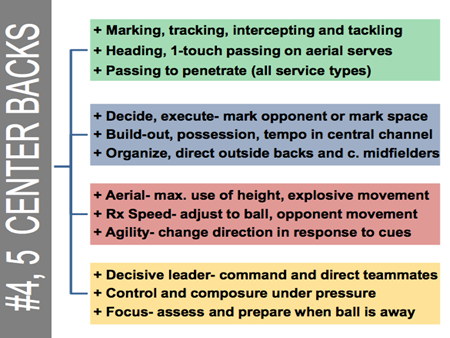 #4, 5 CENTER BACKS
+ Marking, tracking, intercepting and tackling
+ Heading, 1-touch passing on aerial serves
+ Passing to penetrate (all service types)
+ Decide, execute- mark opponent or mark space
+ Build-out, possession, tempo in central channel
+ Organize, direct outside backs and c. midfielders
+ Aerial- max. use of height, explosive movement
+ Rx Speed- adjust to ball, opponent movement
+ Agility- change direction in response to cues
+ Decisive leader- command and direct teammates
+ Control and composure under pressure
+ Focus- assess and prepare when ball is away